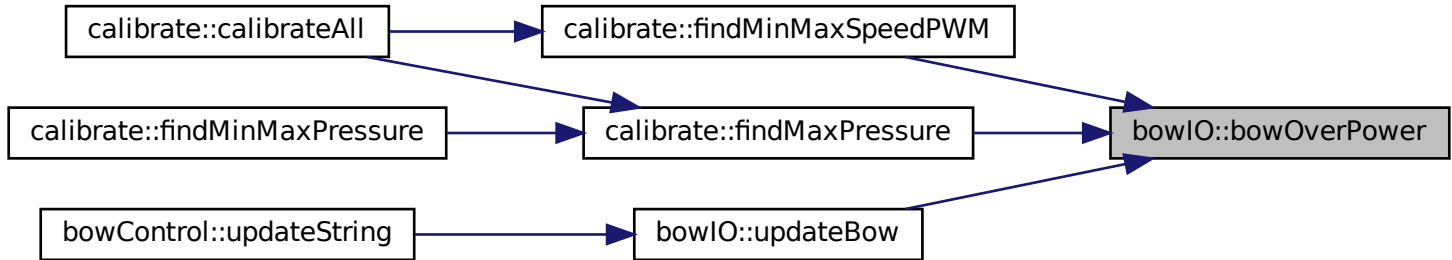 calibrate::calibrateAll
calibrate::findMinMaxSpeedPWM
calibrate::findMinMaxPressure
calibrate::findMaxPressure
bowIO::bowOverPower
bowControl::updateString
bowIO::updateBow